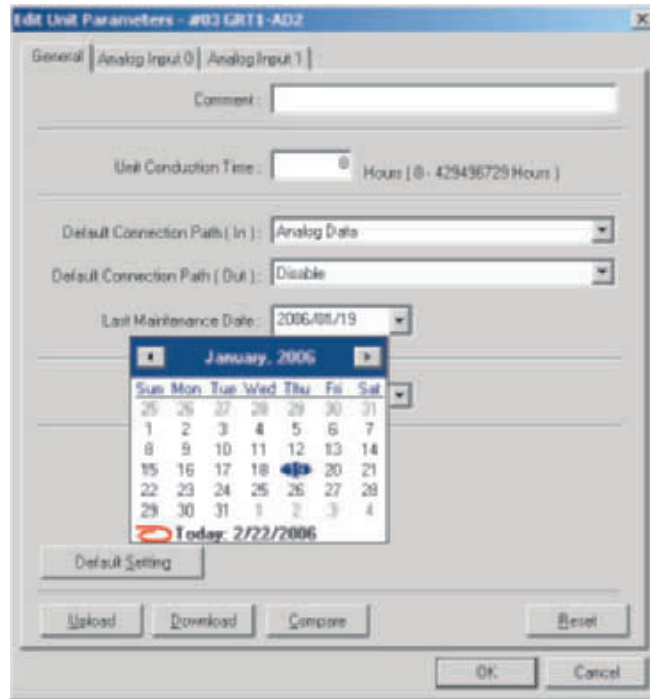 Edit Unit Parameters - #03 GRT1-AD2
General Analog Input 0 Analog Input 1
Comment :
Unit Conduction Time : 0 Hours ( 0 - 429496729 Hours )
Default Connection Path ( In ) : Analog Data
Default Connection Path ( Out ) : Disable
Last Maintenance Date : 2006/01/19
January, 2006
Sun Mon Tue Wed Thu Fri Sat
25 26 27 28 29 30 31
1 2 3 4 5 6 7
8 9 10 11 12 13 14
15 16 17 18 19 20 21
22 23 24 25 26 27 28
29 30 31 1 2 3 4
Today: 2/22/2006
Default Setting
Upload Download Compare Reset
OK Cancel